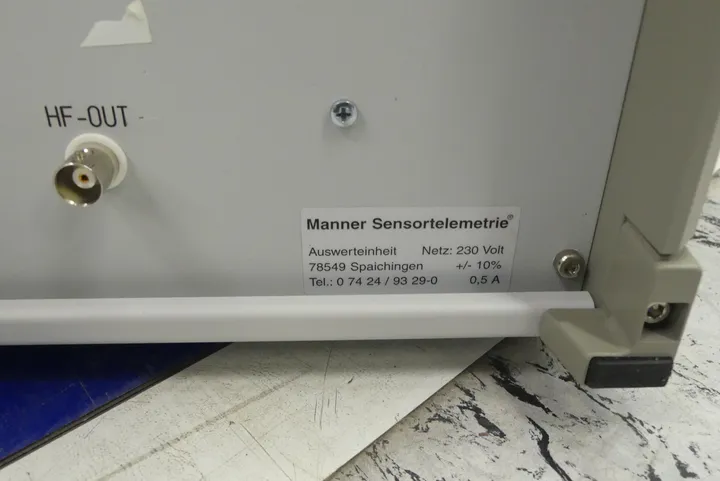 HF-OUT
Manner Sensortelemetrie®
Auswerteinheit Netz: 230 Volt
78549 Spaichingen +/- 10%
Tel.: 0 74 24 / 93 29-0 0,5 A